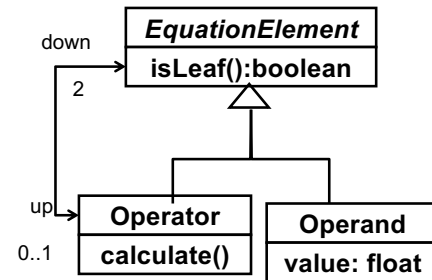 EquationElement
down
isLeaf():boolean
2
up
Operator
Operand
0..1
calculate()
value: float